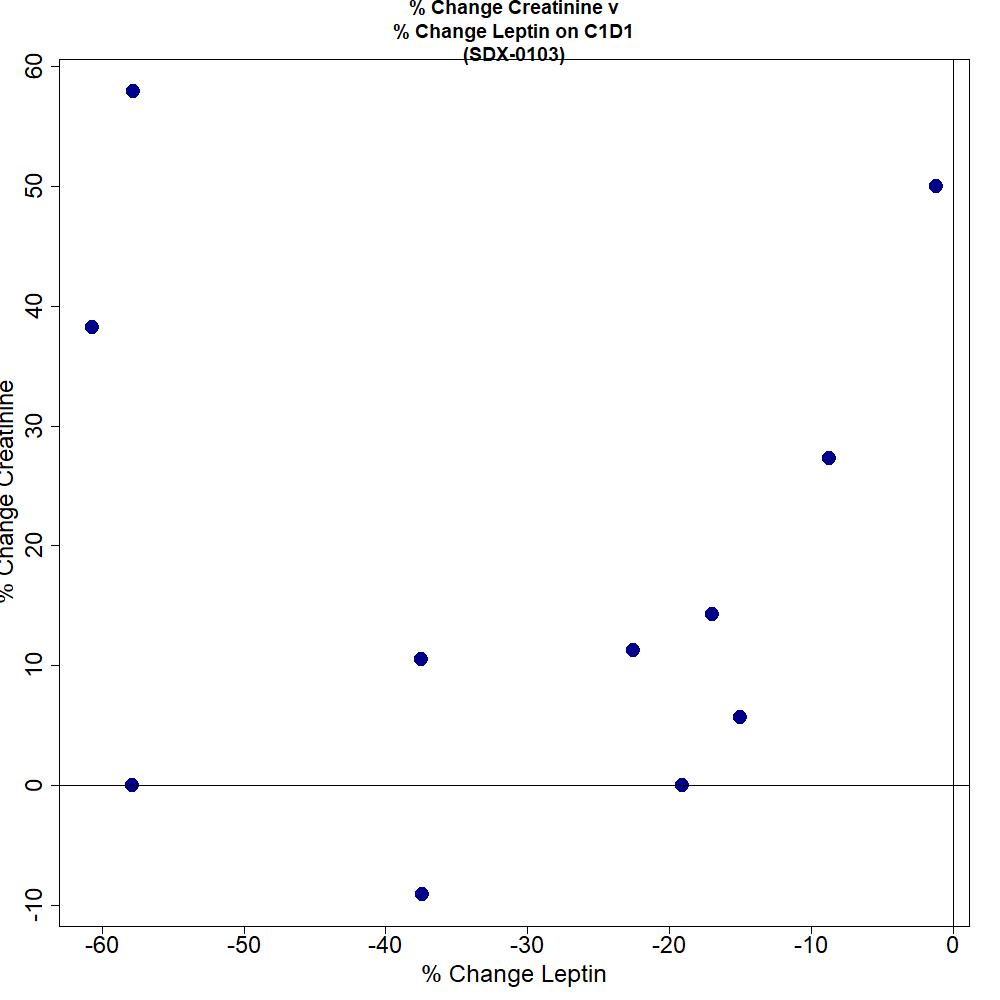 % Change Creatinine v
% Change Leptin on C1D1
(SDX-0103)
60
50
40
30
20
10
0
-10
% Change Creatinine
-60 -50 -40 -30 -20 -10 0
% Change Leptin